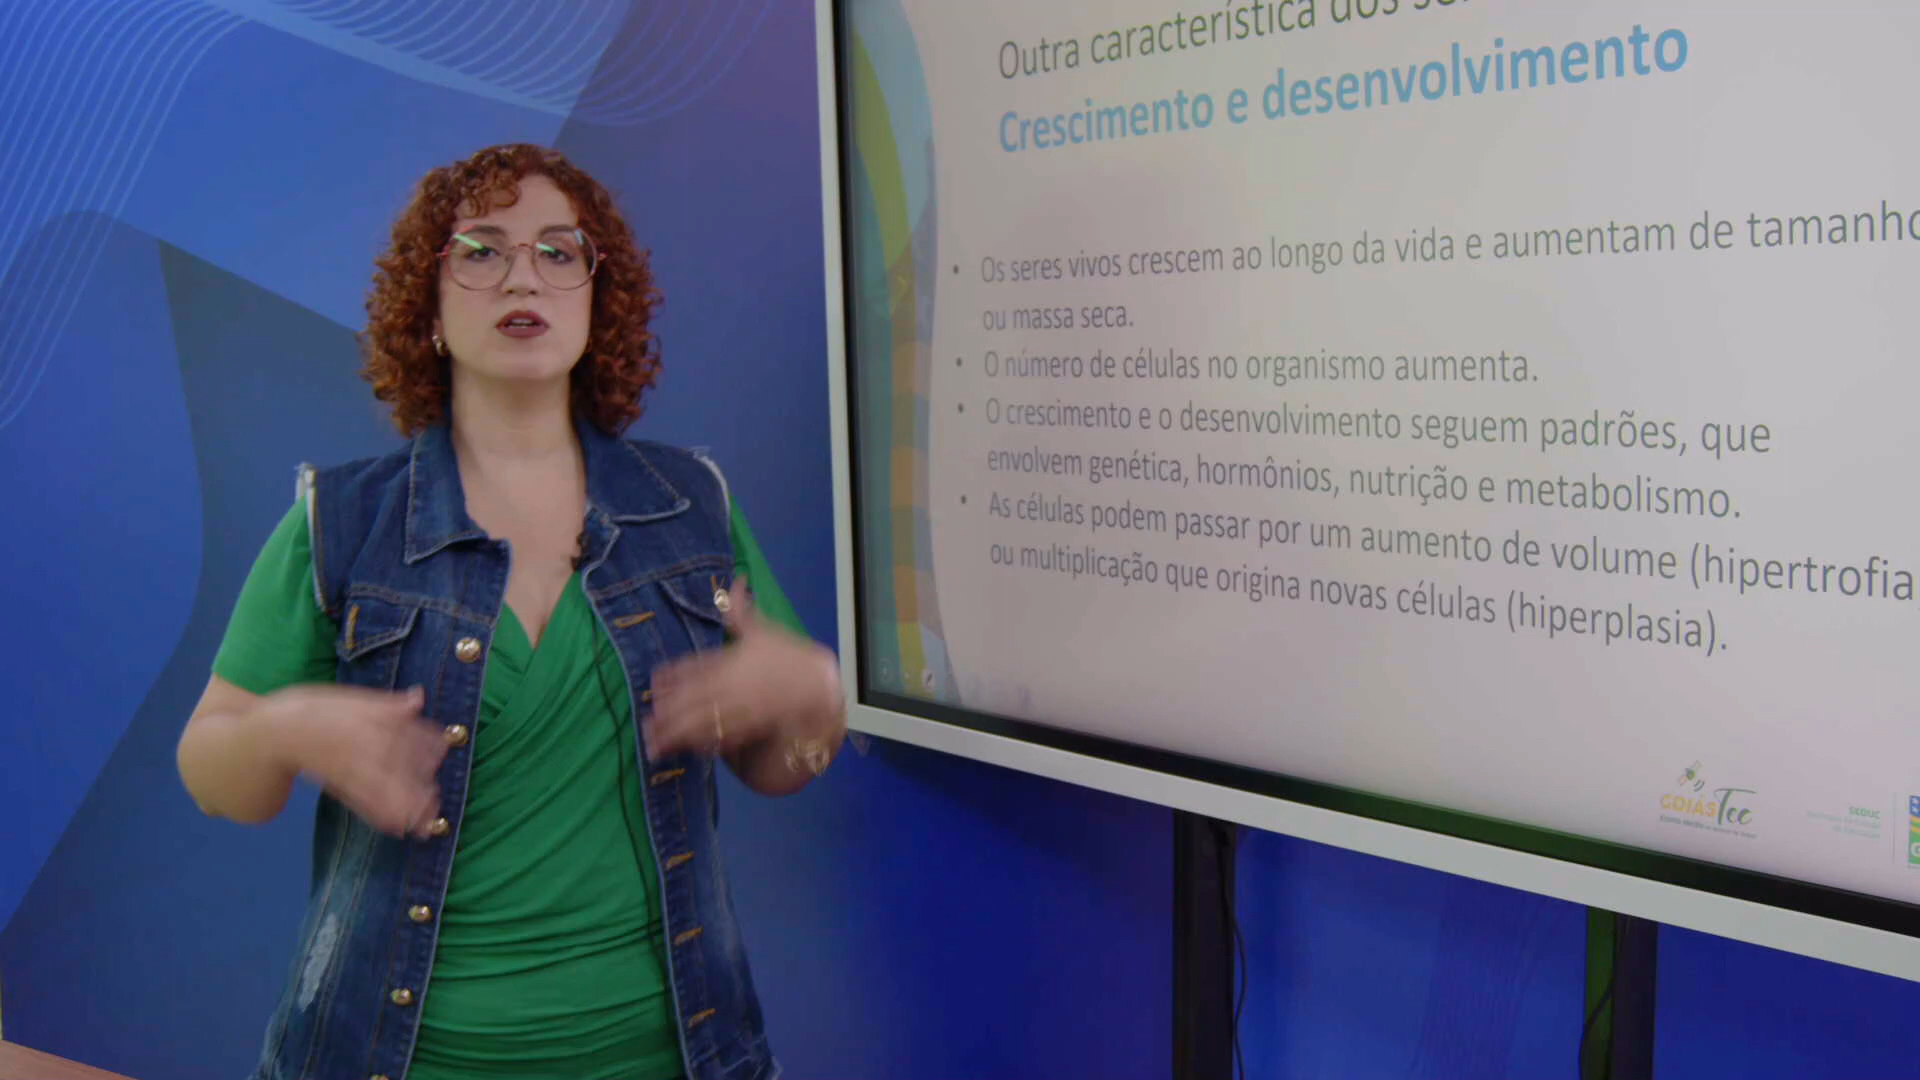 Outra característica dos
Crescimento e desenvolvimento
• Os seres vivos crescem ao longo da vida e aumentam de tamanho
ou massa seca.
• O número de células no organismo aumenta.
• O crescimento e o desenvolvimento seguem padrões, que
envolvem genética, hormônios, nutrição e metabolismo.
• As células podem passar por um aumento de volume (hipertrofia)
ou multiplicação que origina novas células (hiperplasia).
GOIÁSTec
SEDUC